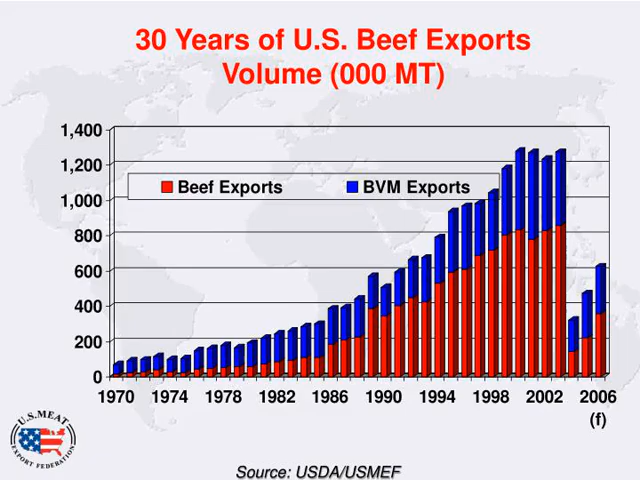 30 Years of U.S. Beef Exports
Volume (000 MT)
1,400
1,200
1,000
800
600
400
200
0
Beef Exports
BVM Exports
1970 1974 1978 1982 1986 1990 1994 1998 2002 2006
(f)
U.S. MEAT
EXPORT FEDERATION
Source: USDA/USMEF